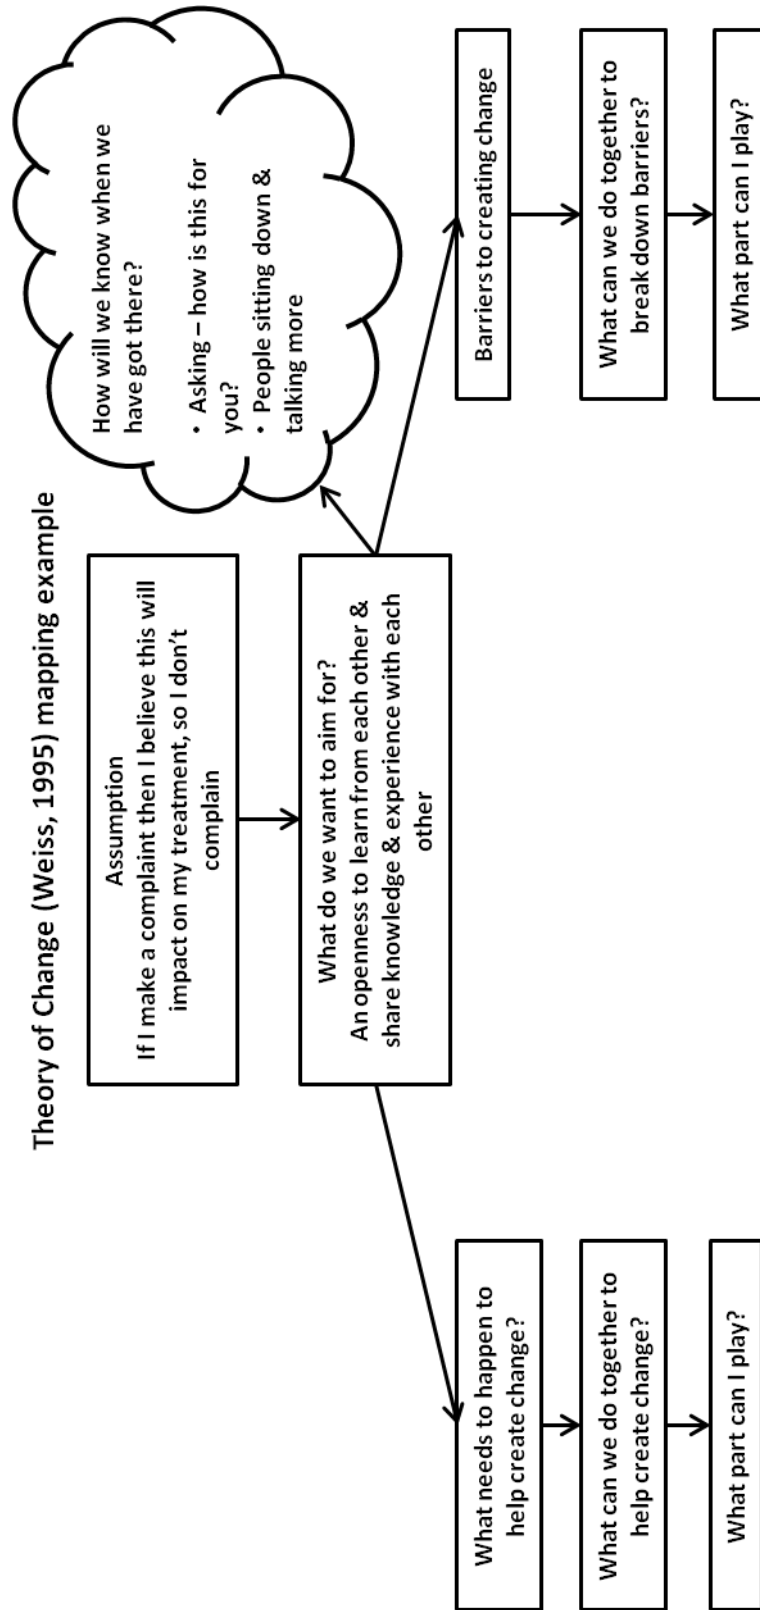 Theory of Change (Weiss, 1995) mapping example
Assumption
If I make a complaint then I believe this will
impact on my treatment, so I don't
complain
How will we know when we
have got there?
• Asking – how is this for
you?
• People sitting down &
talking more
What do we want to aim for?
An openness to learn from each other &
share knowledge & experience with each
other
What needs to happen to
help create change?
What can we do together to
help create change?
What part can I play?
Barriers to creating change
What can we do together to
break down barriers?
What part can I play?